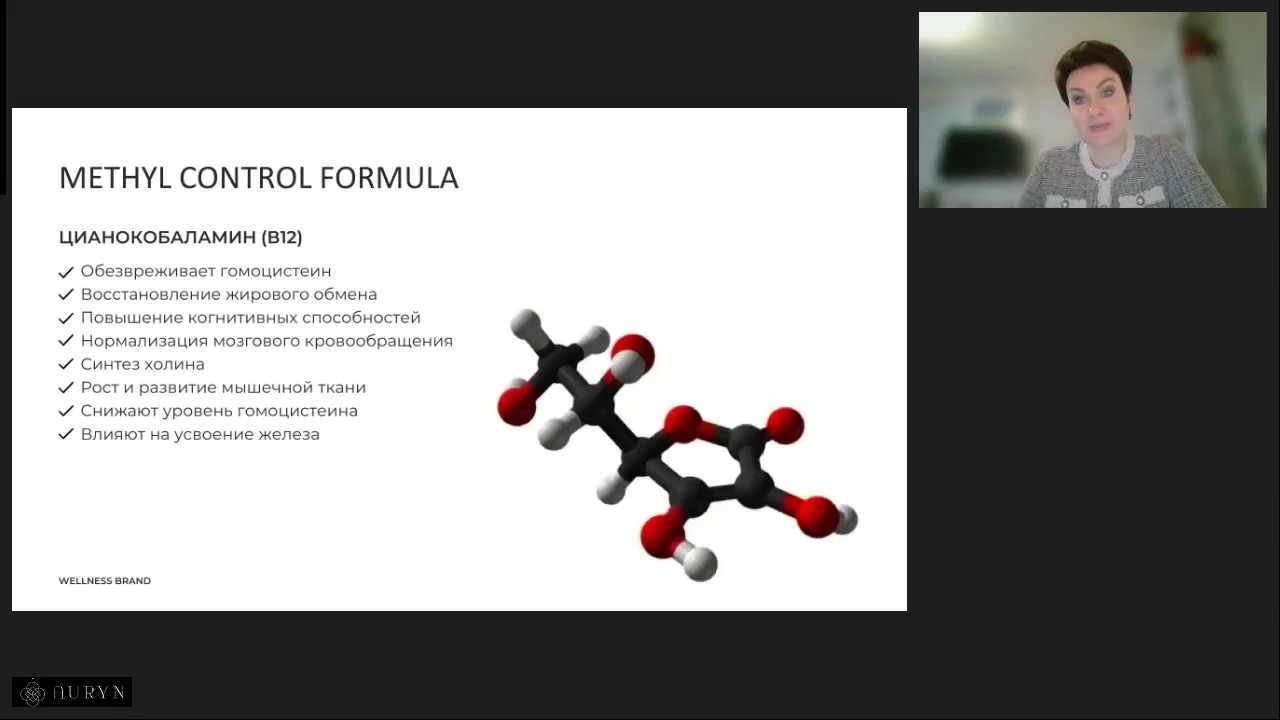 METHYL CONTROL FORMULA
ЦИАНОКОБАЛАМИН (В12)
Обезвреживает гомоцистеин
Восстановление жирового обмена
Повышение когнитивных способностей
Нормализация мозгового кровообращения
Синтез холина
Рост и развитие мышечной ткани
Снижают уровень гомоцистеина
Влияют на усвоение железа
WELLNESS BRAND
AURYN